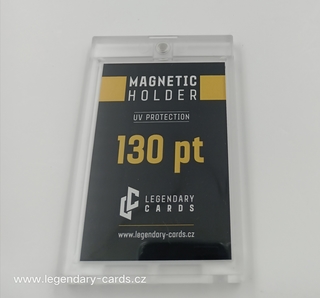 MAGNETIC
HOLDER
UV PROTECTION
130 pt
LEGENDARY
CARDS
www.legendary-cards.cz
www.legendary-cards.cz